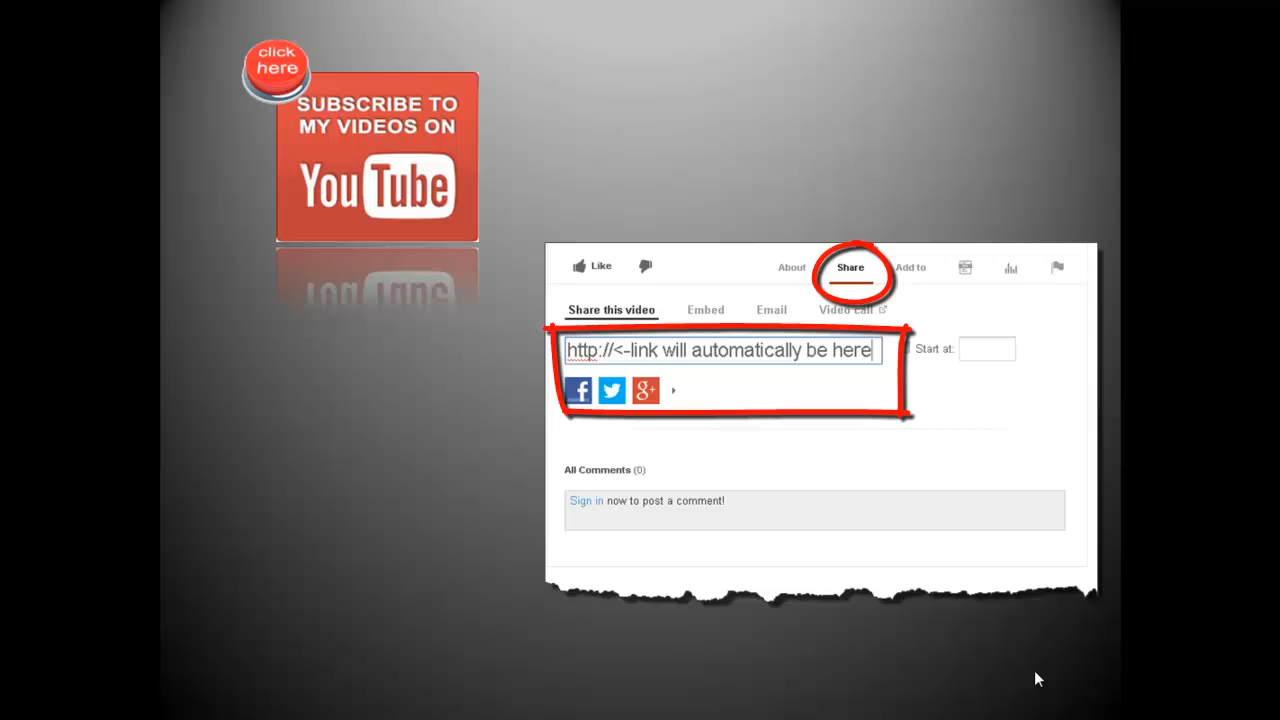 click
here
SUBSCRIBE TO
MY VIDEOS ON
YouTube
Like
About
Share
Add to
Share this video
Embed
Email
Video call
http://<-link will automatically be here
Start at:
f
g+
All Comments (0)
Sign in now to post a comment!